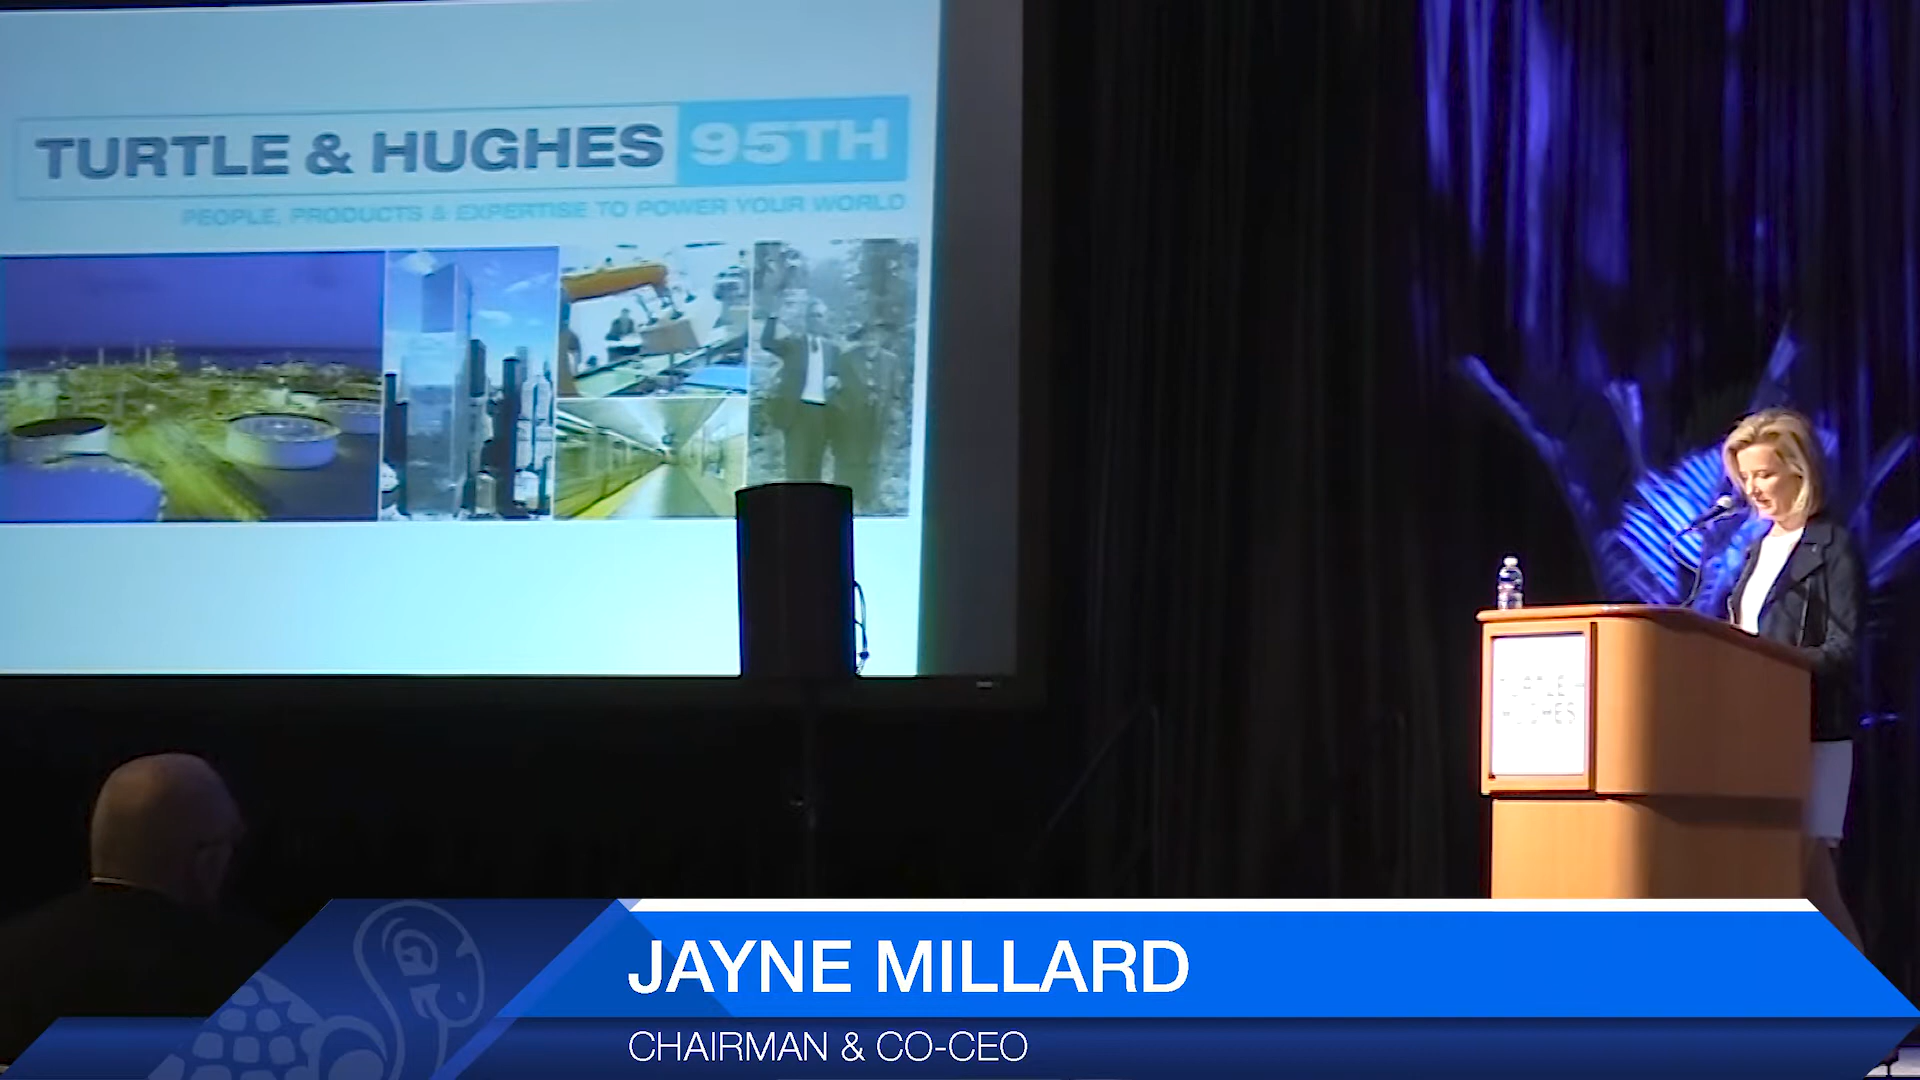 TURTLE & HUGHES 95TH
PEOPLE, PRODUCTS & EXPERTISE TO POWER YOUR WORLD
JAYNE MILLARD
CHAIRMAN & CO-CEO